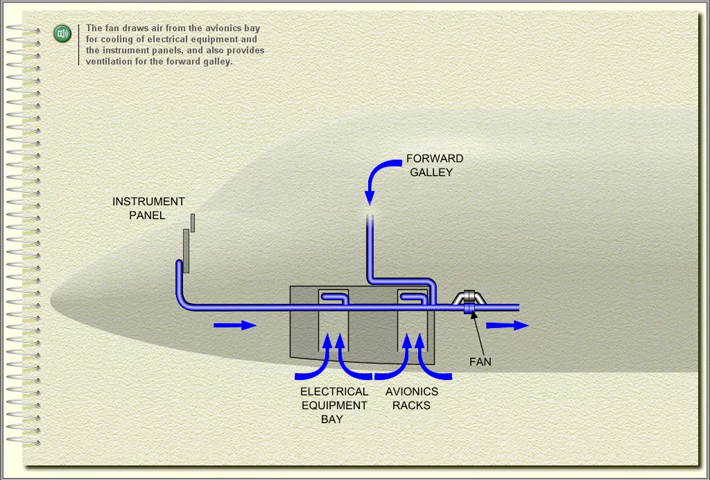 The fan draws air from the avionics bay
for cooling of electrical equipment and
the instrument panels, and also provides
ventilation for the forward galley.
FORWARD
GALLEY
INSTRUMENT
PANEL
FAN
ELECTRICAL
EQUIPMENT
BAY
AVIONICS
RACKS